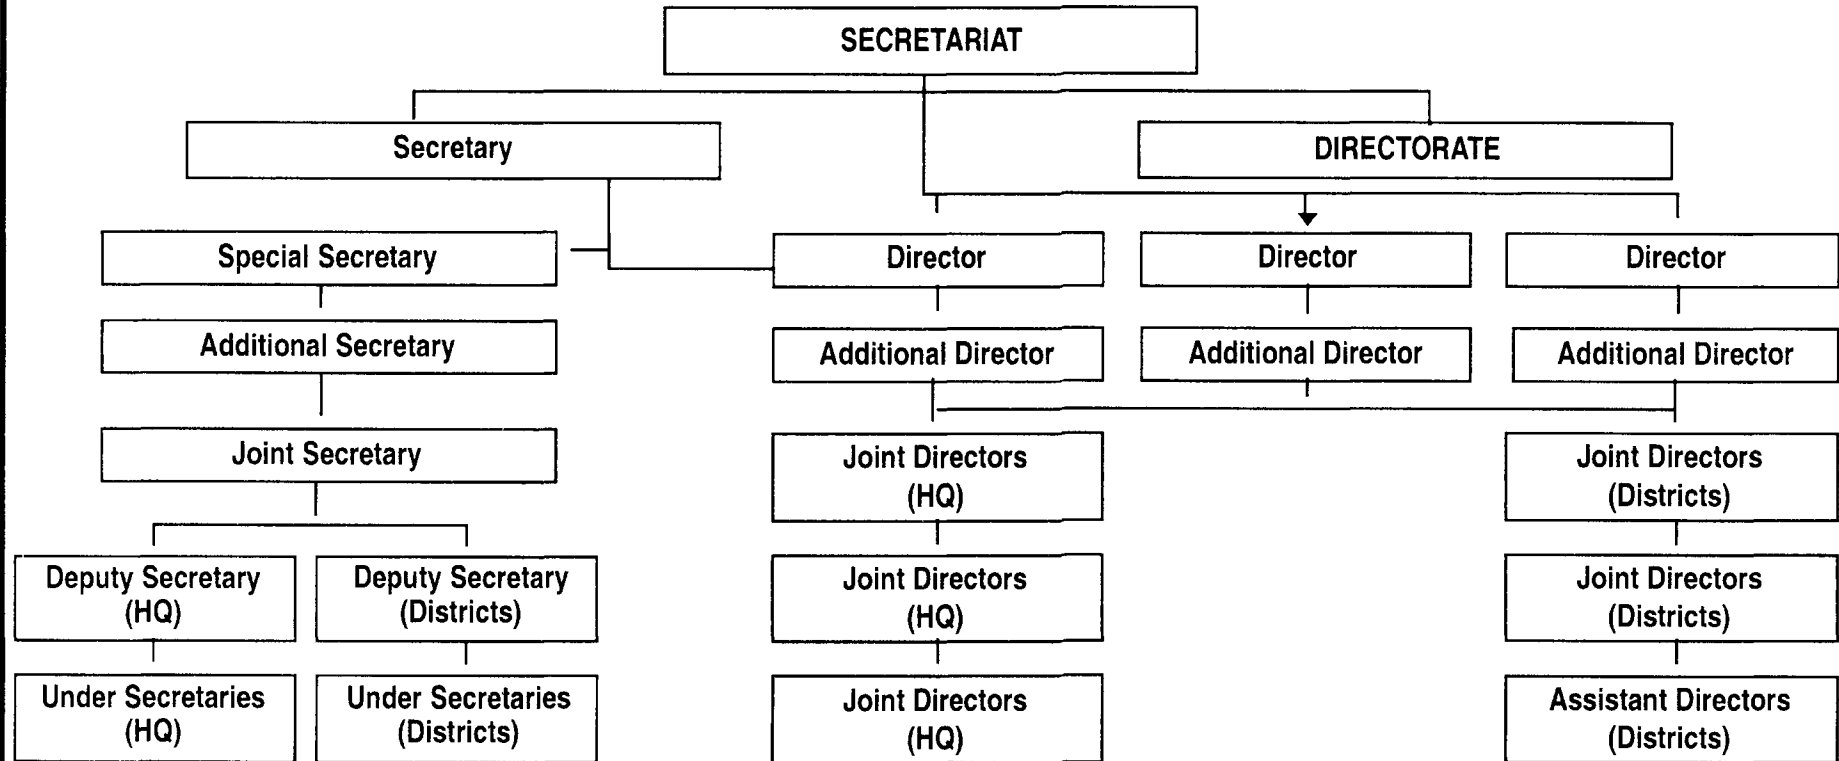 SECRETARIAT
Secretary
DIRECTORATE
Special Secretary
Director
Director
Director
Additional Secretary
Additional Director
Additional Director
Additional Director
Joint Secretary
Joint Directors
(HQ)
Joint Directors
(Districts)
Deputy Secretary
(HQ)
Deputy Secretary
(Districts)
Joint Directors
(HQ)
Joint Directors
(Districts)
Under Secretaries
(HQ)
Under Secretaries
(Districts)
Joint Directors
(HQ)
Assistant Directors
(Districts)